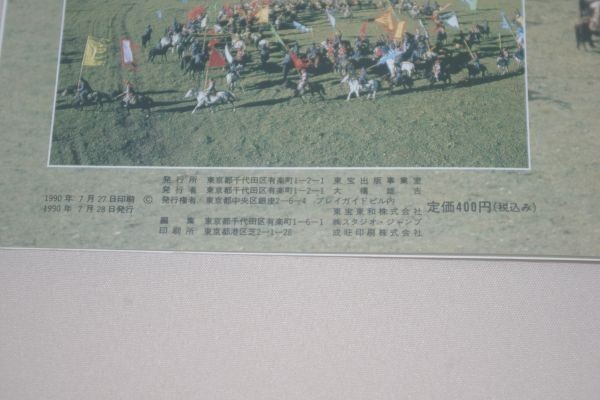 発行所 東京都千代田区有楽町1-2-1 東宝出版事業室
発行者 東京都千代田区有楽町1-2-1 大橋雄吉
1990年 7月27日印刷 © 発行権者 東京都中央区銀座2-6-4 プレイガイドビル内
1990年 7月28日発行 東宝東和株式会社 定価400円(税込み)
編集 東京都千代田区有楽町1-6-1 ㈱スタジオ・ジャンプ
印刷所 東京都港区芝2-1-28 成旺印刷株式会社